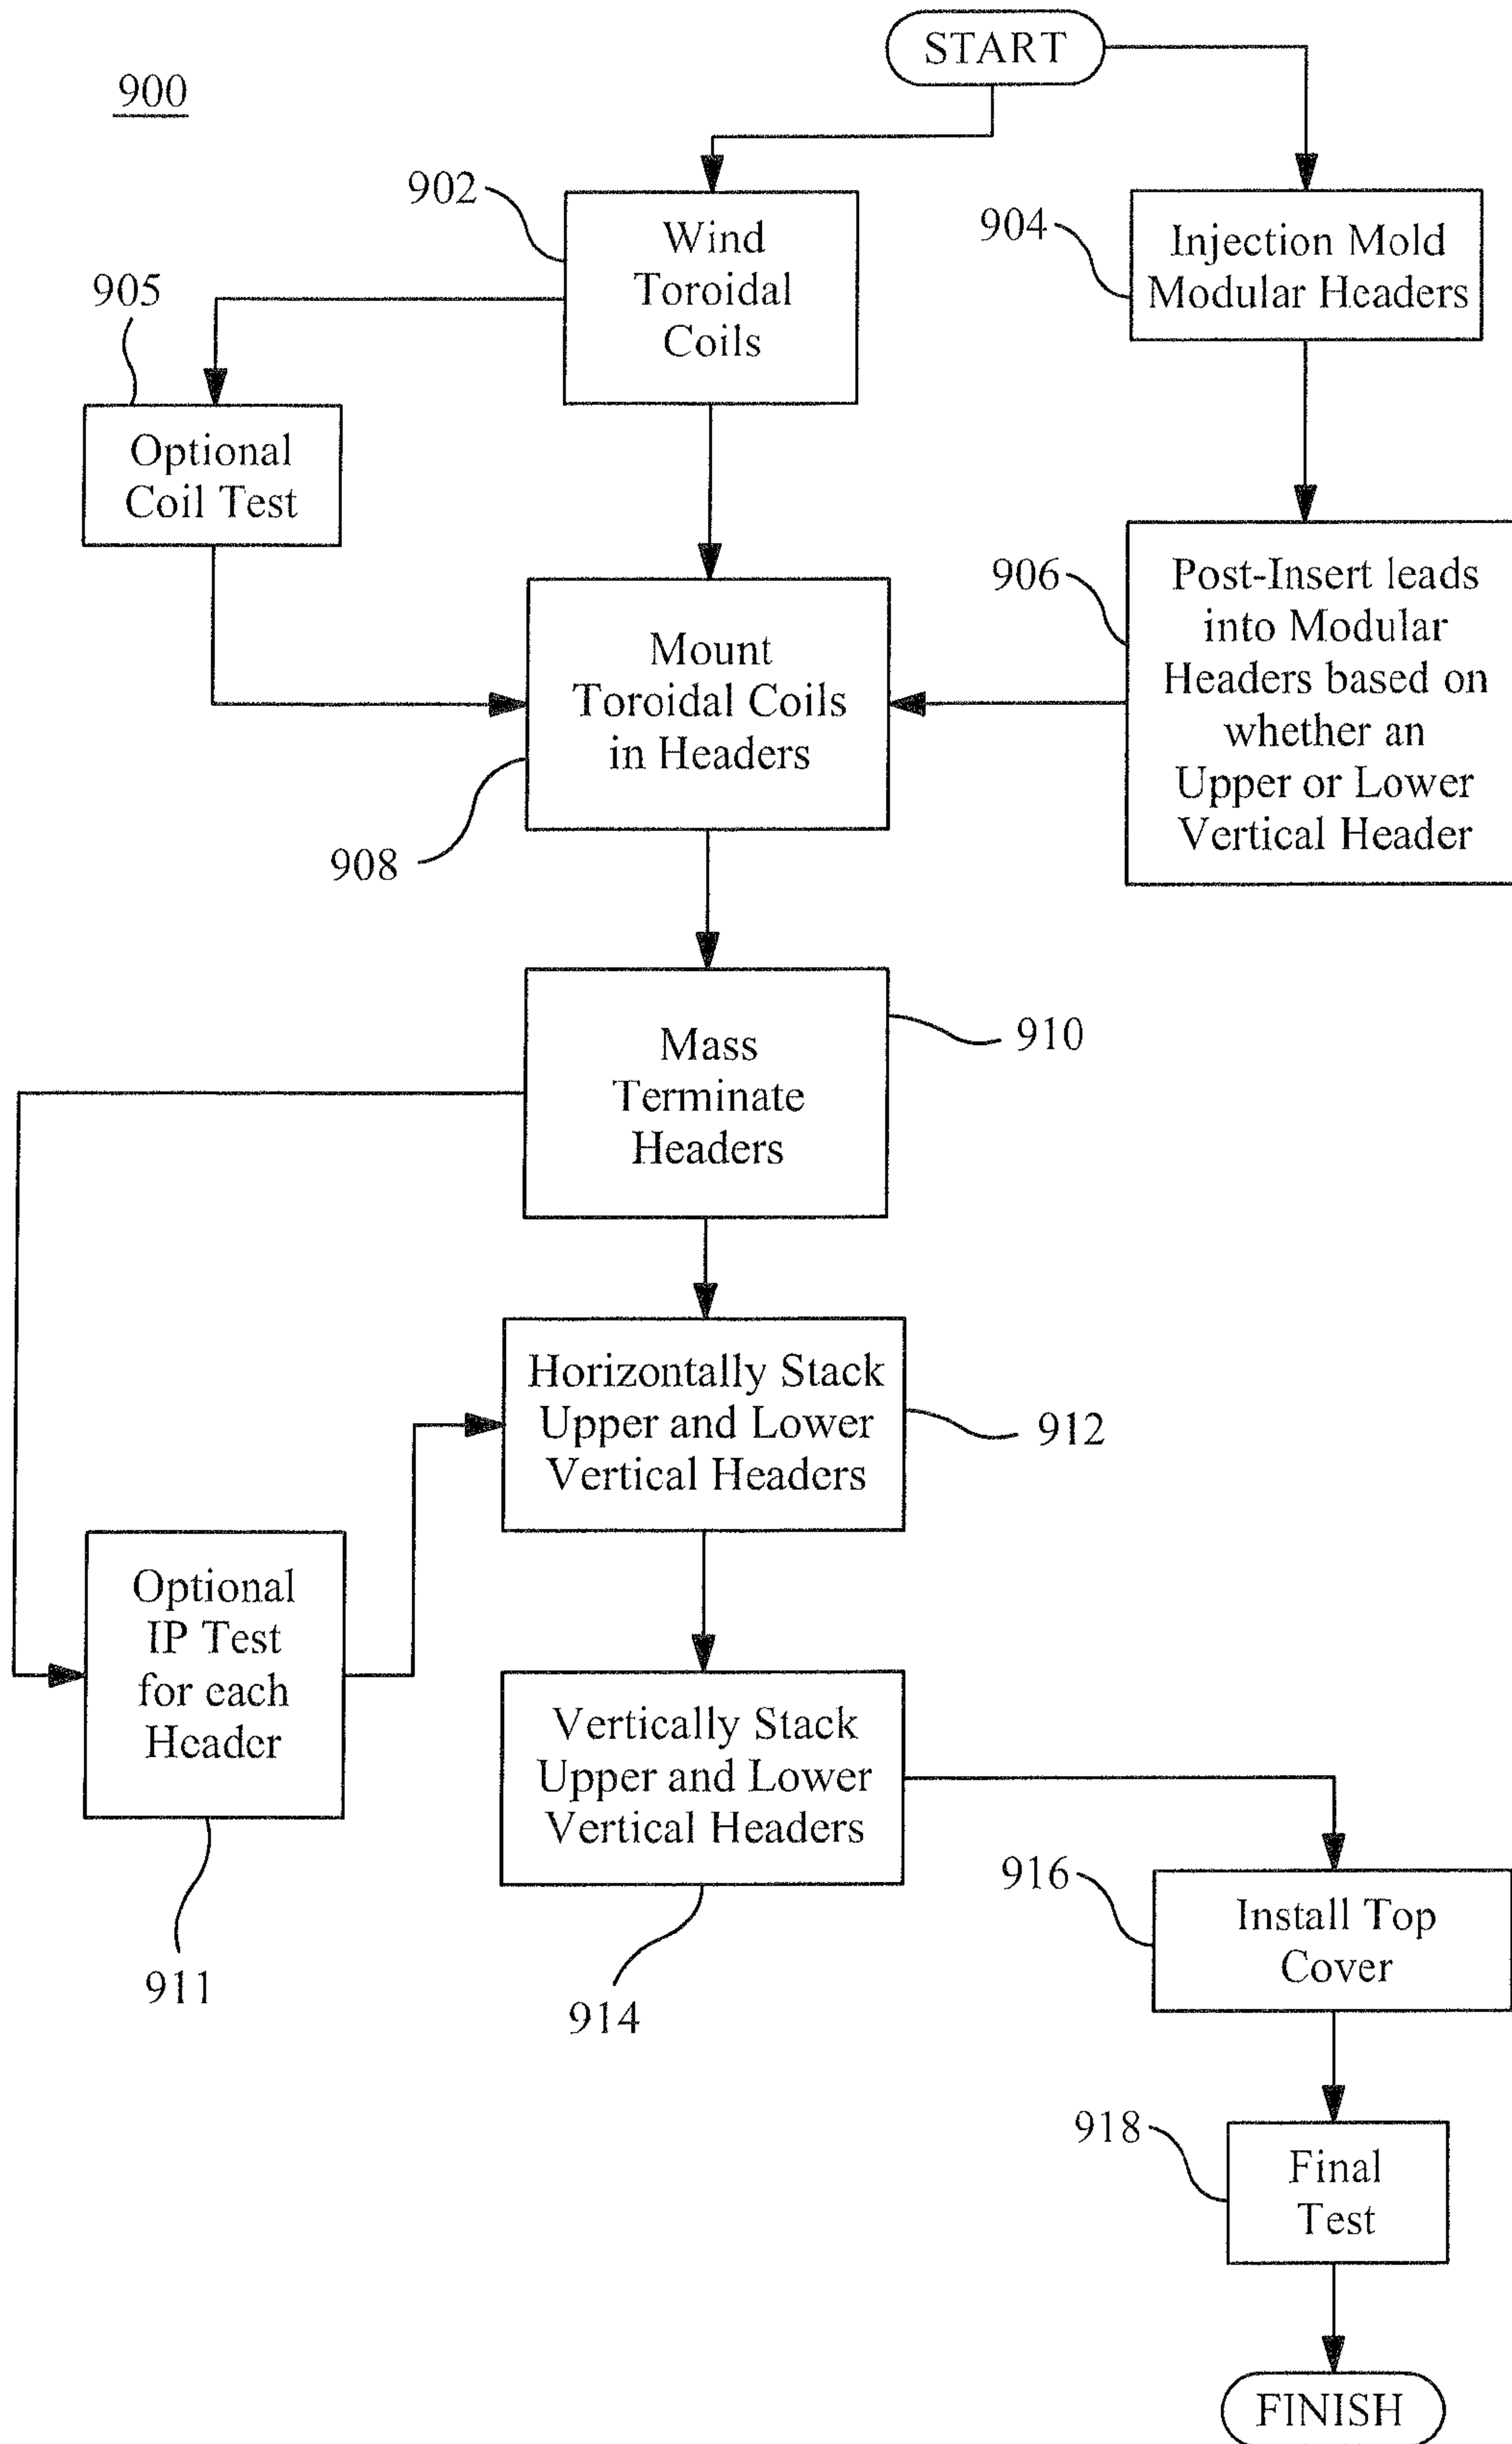 START
900
902
Wind
Toroidal
Coils
904
Injection Mold
Modular Headers
905
Optional
Coil Test
906
Post-Insert leads
into Modular
Headers based on
whether an
Upper or Lower
Vertical Header
Mount
Toroidal Coils
in Headers
908
Mass
Terminate
Headers
910
Horizontally Stack
Upper and Lower
Vertical Headers
912
Optional
IP Test
for each
Header
911
Vertically Stack
Upper and Lower
Vertical Headers
914
916
Install Top
Cover
918
Final
Test
FINISH